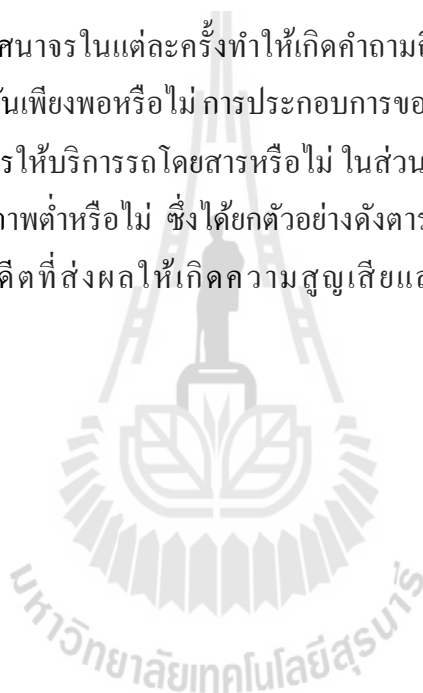 ศนาจรในแต่ละครั้งทำให้เกิดคำถามถึ
ันเพียงพอหรือไม่ การประกอบการขอ
รให้บริการรถโดยสารหรือไม่ ในส่วน
าพต่ำหรือไม่ ซึ่งได้ยกตัวอย่างดังตาร
ดีตที่ส่งผลให้เกิดความสูญเสียแล
มหาวิทยาลัยเทคโนโลยีสุรนารี